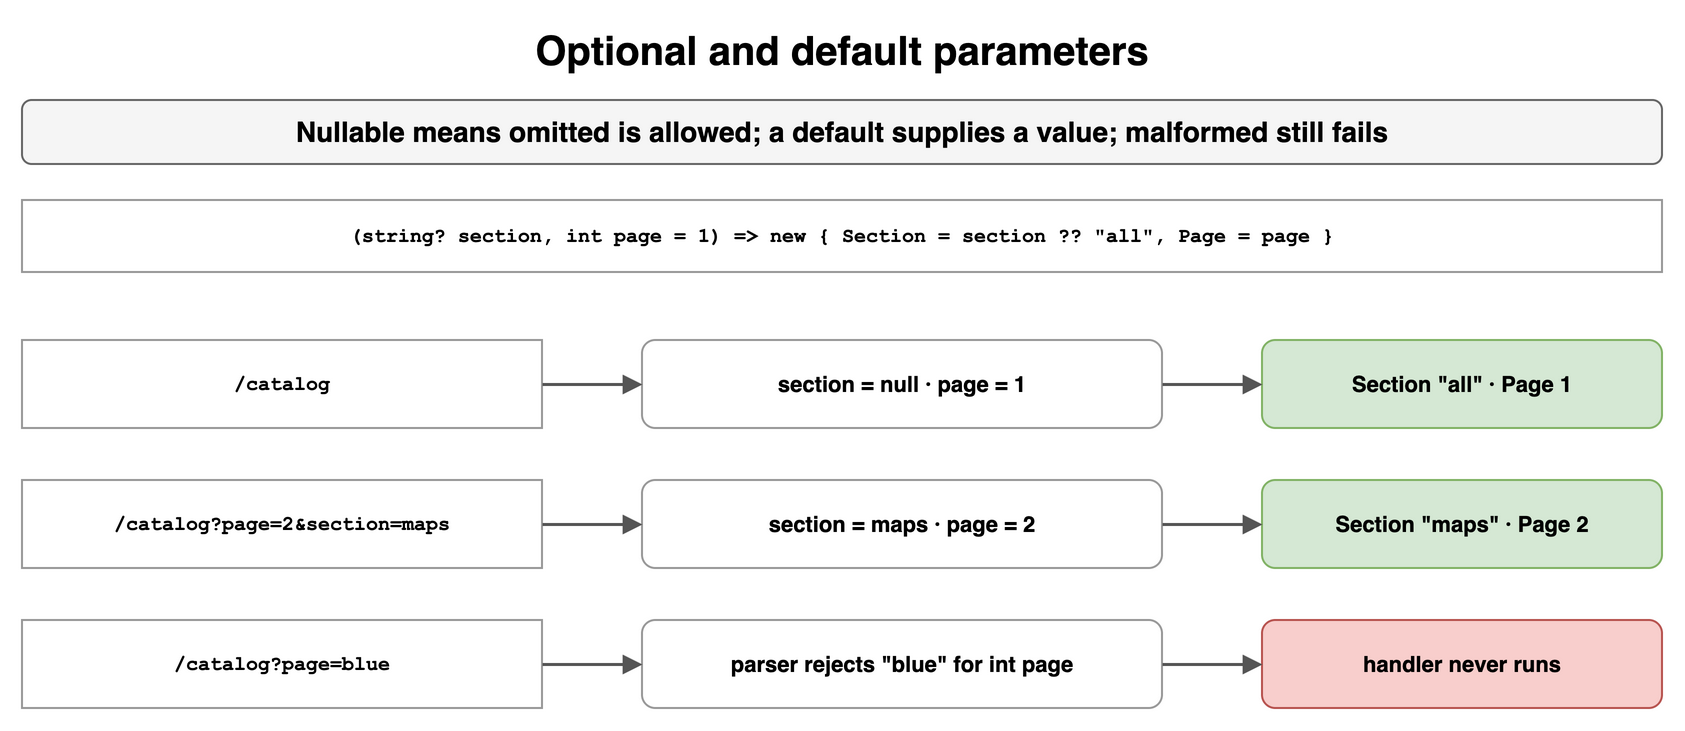 Optional and default parameters
Nullable means omitted is allowed; a default supplies a value; malformed still fails
(string? section, int page = 1) => new { Section = section ?? "all", Page = page }
/catalog
section = null · page = 1
Section "all" · Page 1
/catalog?page=2&section=maps
section = maps · page = 2
Section "maps" · Page 2
/catalog?page=blue
parser rejects "blue" for int page
handler never runs